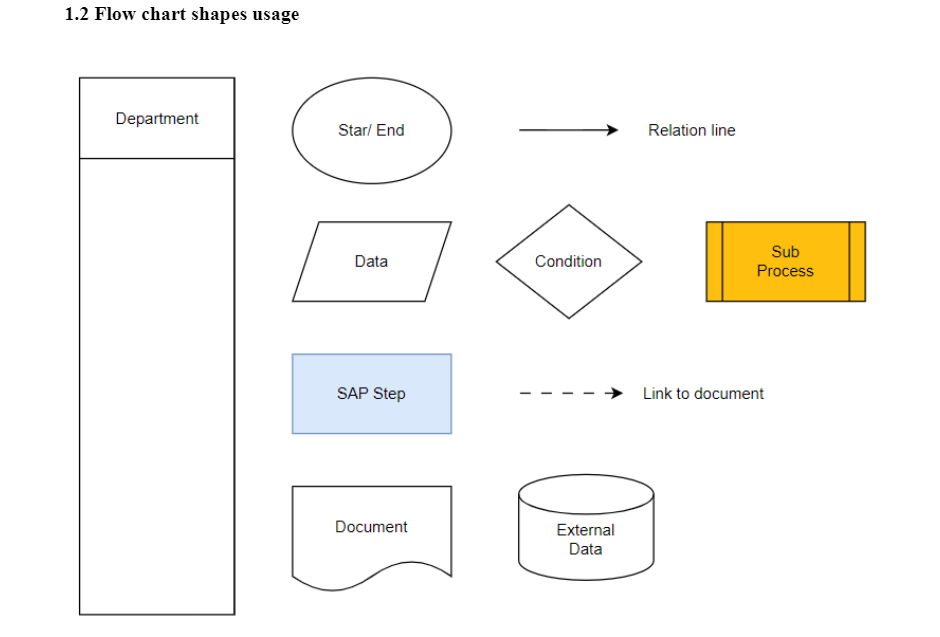 1.2 Flow chart shapes usage
Department
Star/ End
Relation line
Data
Condition
Sub
Process
SAP Step
Link to document
Document
External
Data